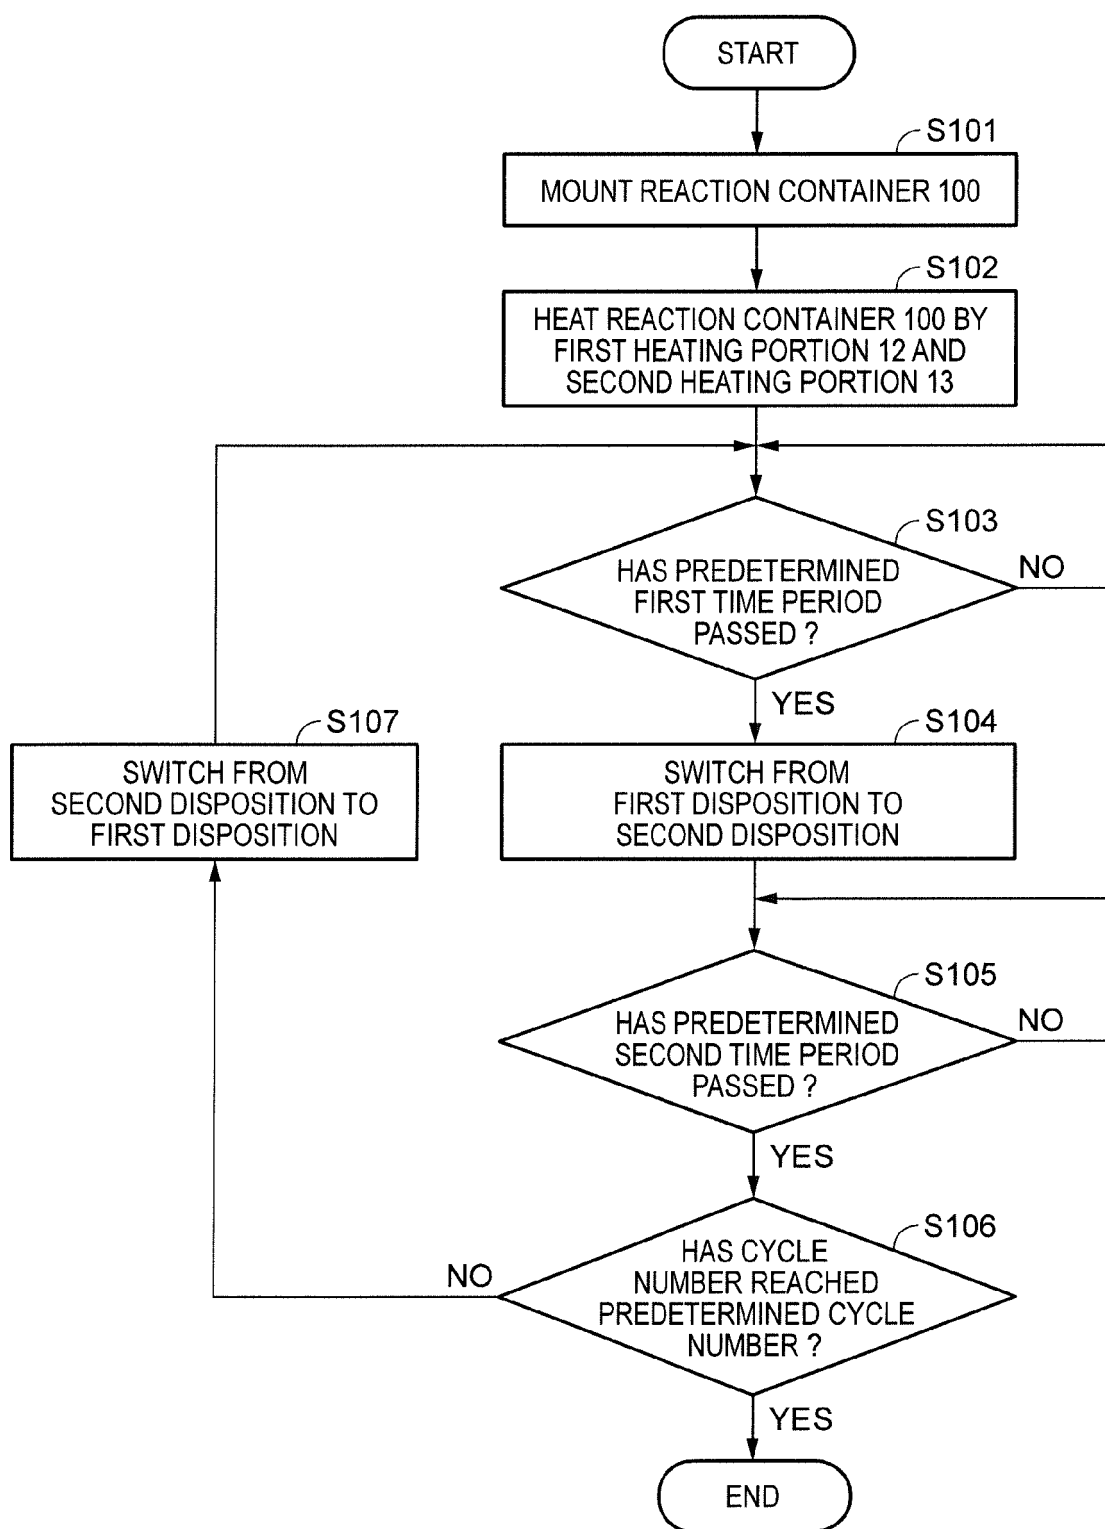 START
S101
MOUNT REACTION CONTAINER 100
S102
HEAT REACTION CONTAINER 100 BY
FIRST HEATING PORTION 12 AND
SECOND HEATING PORTION 13
S103
HAS PREDETERMINED
FIRST TIME PERIOD
PASSED ?
NO
YES
S107
SWITCH FROM
SECOND DISPOSITION TO
FIRST DISPOSITION
S104
SWITCH FROM
FIRST DISPOSITION TO
SECOND DISPOSITION
S105
HAS PREDETERMINED
SECOND TIME PERIOD
PASSED ?
NO
YES
S106
HAS CYCLE
NUMBER REACHED
PREDETERMINED CYCLE
NUMBER ?
NO
YES
END